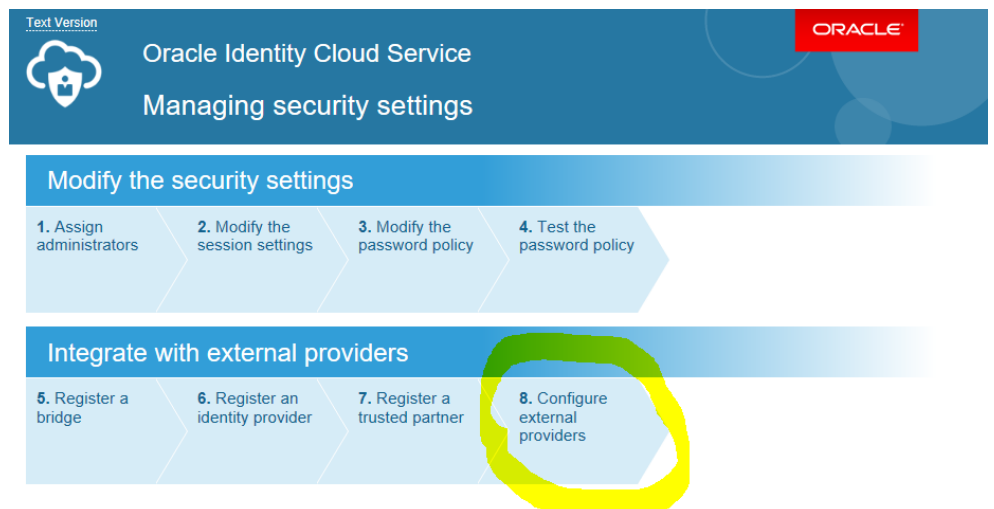 Text Version
ORACLE
Oracle Identity Cloud Service
Managing security settings
Modify the security settings
1. Assign
administrators
2. Modify the
session settings
3. Modify the
password policy
4. Test the
password policy
Integrate with external providers
5. Register a
bridge
6. Register an
identity provider
7. Register a
trusted partner
8. Configure
external
providers